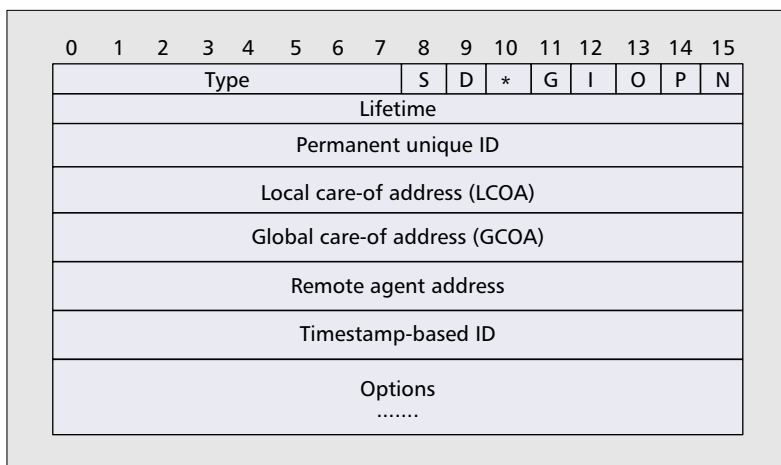 0 1 2 3 4 5 6 7 8 9 10 11 12 13 14 15
Type S D * G I O P N
Lifetime
Permanent unique ID
Local care-of address (LCOA)
Global care-of address (GCOA)
Remote agent address
Timestamp-based ID
Options
.......